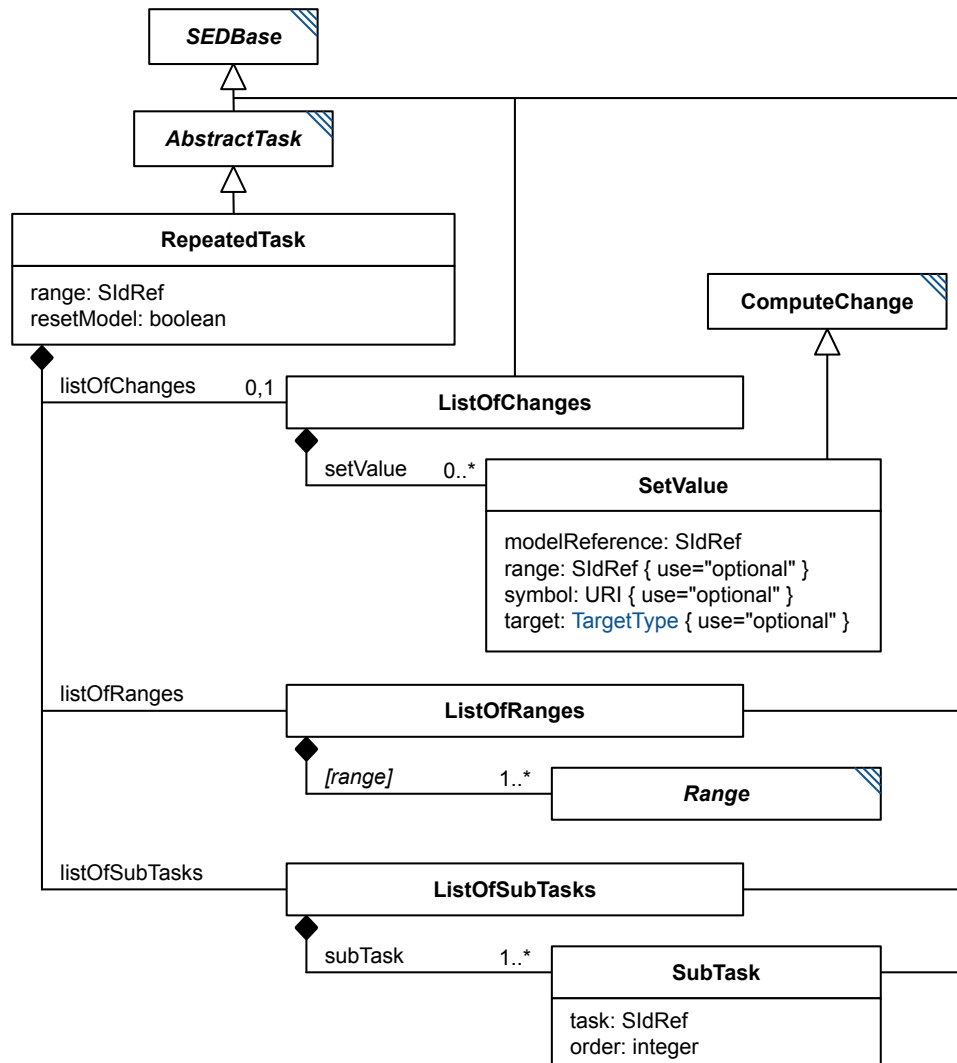 SEDBase
AbstractTask
RepeatedTask
range: SIdRef
resetModel: boolean
ComputeChange
listOfChanges 0,1
ListOfChanges
setValue 0..*
SetValue
modelReference: SIdRef
range: SIdRef { use="optional" }
symbol: URI { use="optional" }
target: TargetType { use="optional" }
listOfRanges
ListOfRanges
[range] 1..*
Range
listOfSubTasks
ListOfSubTasks
subTask 1..*
SubTask
task: SIdRef
order: integer